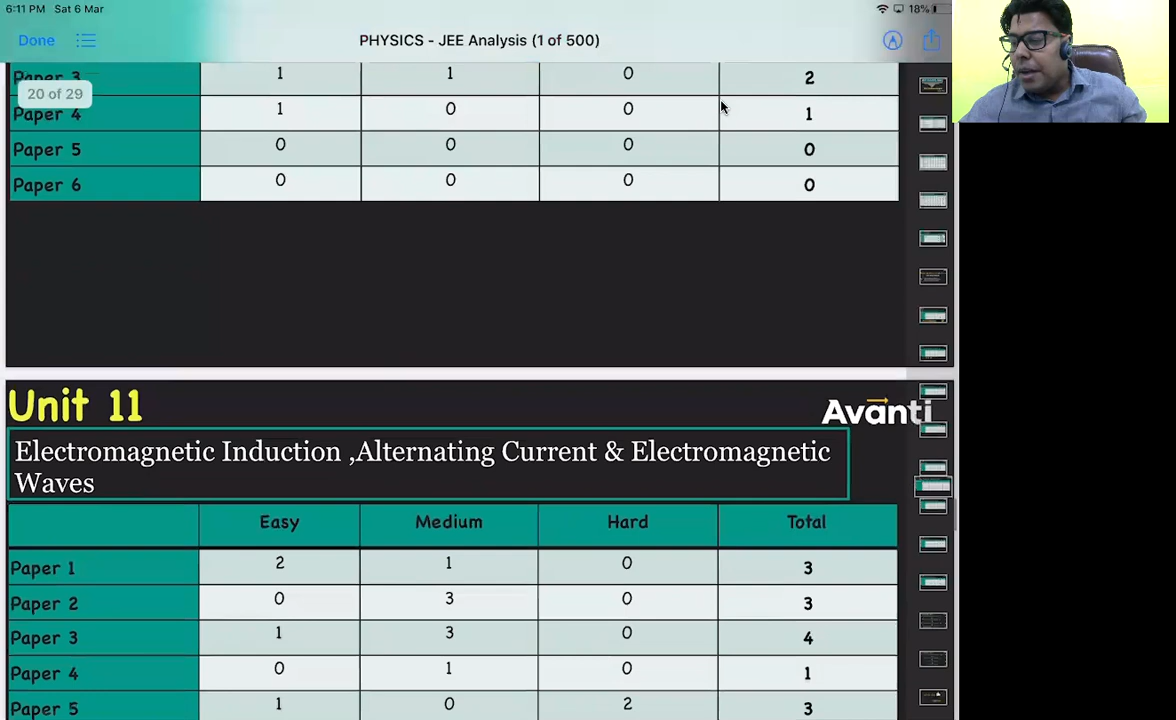 6:11 PM Sat 6 Mar
18%
Done
PHYSICS - JEE Analysis (1 of 500)
Paper 3 1 1 0 2
20 of 29
Paper 4 1 0 0 1
Paper 5 0 0 0 0
Paper 6 0 0 0 0
Unit 11
Avanti
Electromagnetic Induction ,Alternating Current & Electromagnetic
Waves
Easy Medium Hard Total
Paper 1 2 1 0 3
Paper 2 0 3 0 3
Paper 3 1 3 0 4
Paper 4 0 1 0 1
Paper 5 1 0 2 3